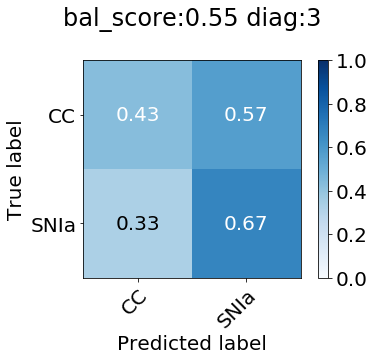 bal_score:0.55 diag:3
True label
CC
0.43 0.57
SNIa
0.33 0.67
CC SNIa
Predicted label
1.0
0.8
0.6
0.4
0.2
0.0